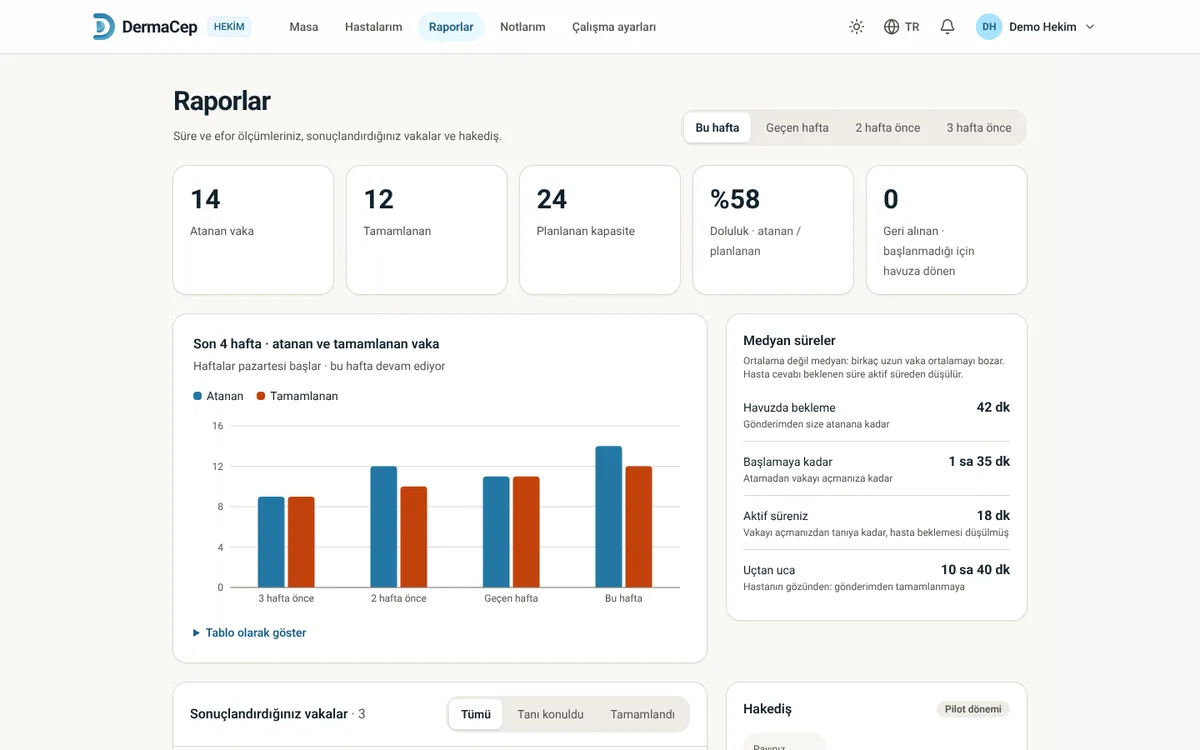 DermaCep HEKİM Masa Hastalarım Raporlar Notlarım Çalışma ayarları TR DH Demo Hekim
Raporlar
Süre ve efor ölçümleriniz, sonuçlandırdığınız vakalar ve hakediş.
Bu hafta Geçen hafta 2 hafta önce 3 hafta önce
14
Atanan vaka
12
Tamamlanan
24
Planlanan kapasite
%58
Doluluk · atanan /
planlanan
0
Geri alınan ·
başlanmadığı için
havuza dönen
Son 4 hafta · atanan ve tamamlanan vaka
Haftalar pazartesi başlar · bu hafta devam ediyor
Atanan Tamamlanan
16
12
8
4
0
3 hafta önce 2 hafta önce Geçen hafta Bu hafta
Tablo olarak göster
Medyan süreler
Ortalama değil medyan: birkaç uzun vaka ortalamayı bozar.
Hasta cevabı beklenen süre aktif süreden düşülür.
Havuzda bekleme 42 dk
Gönderimden size atanana kadar
Başlamaya kadar 1 sa 35 dk
Atamadan vakayı açmanıza kadar
Aktif süreniz 18 dk
Vakayı açmanızdan tanıya kadar, hasta beklemesi düşülmüş
Uçtan uca 10 sa 40 dk
Hastanın gözünden: gönderimden tamamlanmaya
Sonuçlandırdığınız vakalar · 3
Tümü Tanı konuldu Tamamlandı
Hakediş Pilot dönemi
Payınız